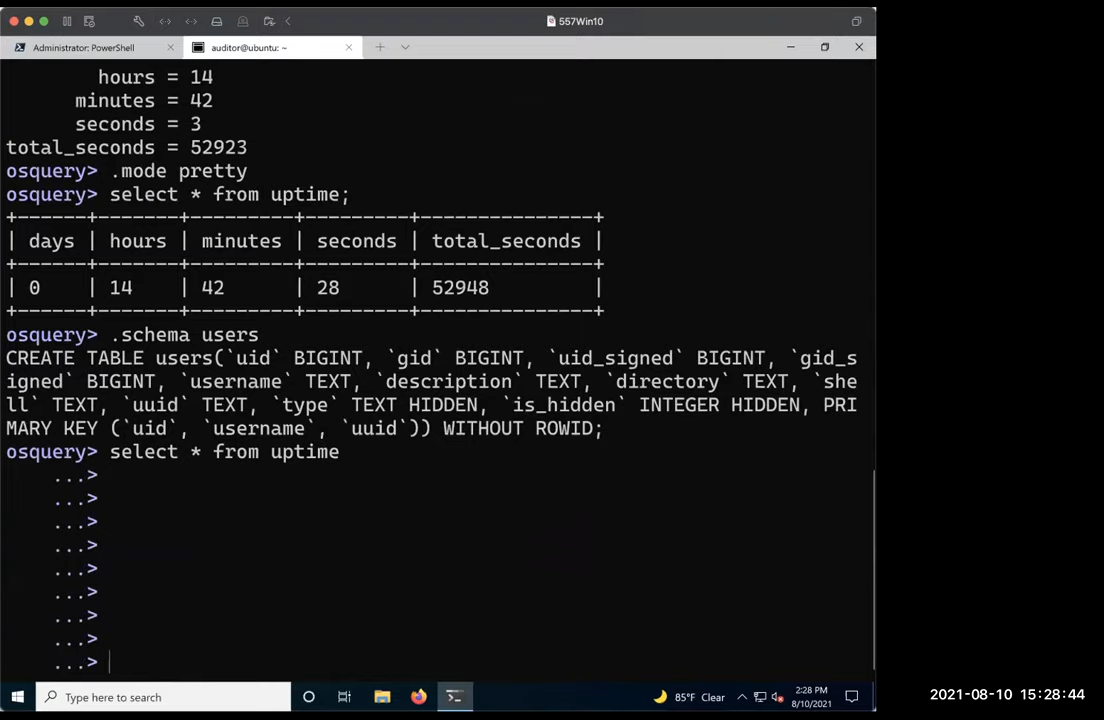 557Win10
Administrator: PowerShell
auditor@ubuntu: ~
hours = 14
minutes = 42
seconds = 3
total_seconds = 52923
osquery> .mode pretty
osquery> select * from uptime;
+------+-------+---------+---------+---------------+
| days | hours | minutes | seconds | total_seconds |
+------+-------+---------+---------+---------------+
| 0 | 14 | 42 | 28 | 52948 |
+------+-------+---------+---------+---------------+
osquery> .schema users
CREATE TABLE users(`uid` BIGINT, `gid` BIGINT, `uid_signed` BIGINT, `gid_s
igned` BIGINT, `username` TEXT, `description` TEXT, `directory` TEXT, `she
ll` TEXT, `uuid` TEXT, `type` TEXT HIDDEN, `is_hidden` INTEGER HIDDEN, PRI
MARY KEY (`uid`, `username`, `uuid`)) WITHOUT ROWID;
osquery> select * from uptime
...>
...>
...>
...>
...>
...>
...>
...>
...>
Type here to search
85°F Clear
2:28 PM
8/10/2021
2021-08-10 15:28:44